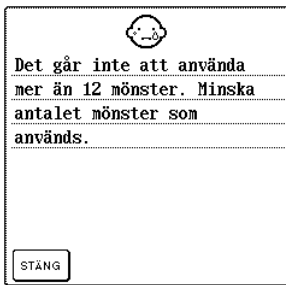 Det går inte att använda
mer än 12 mönster. Minska
antalet mönster som
används.
STÄNG